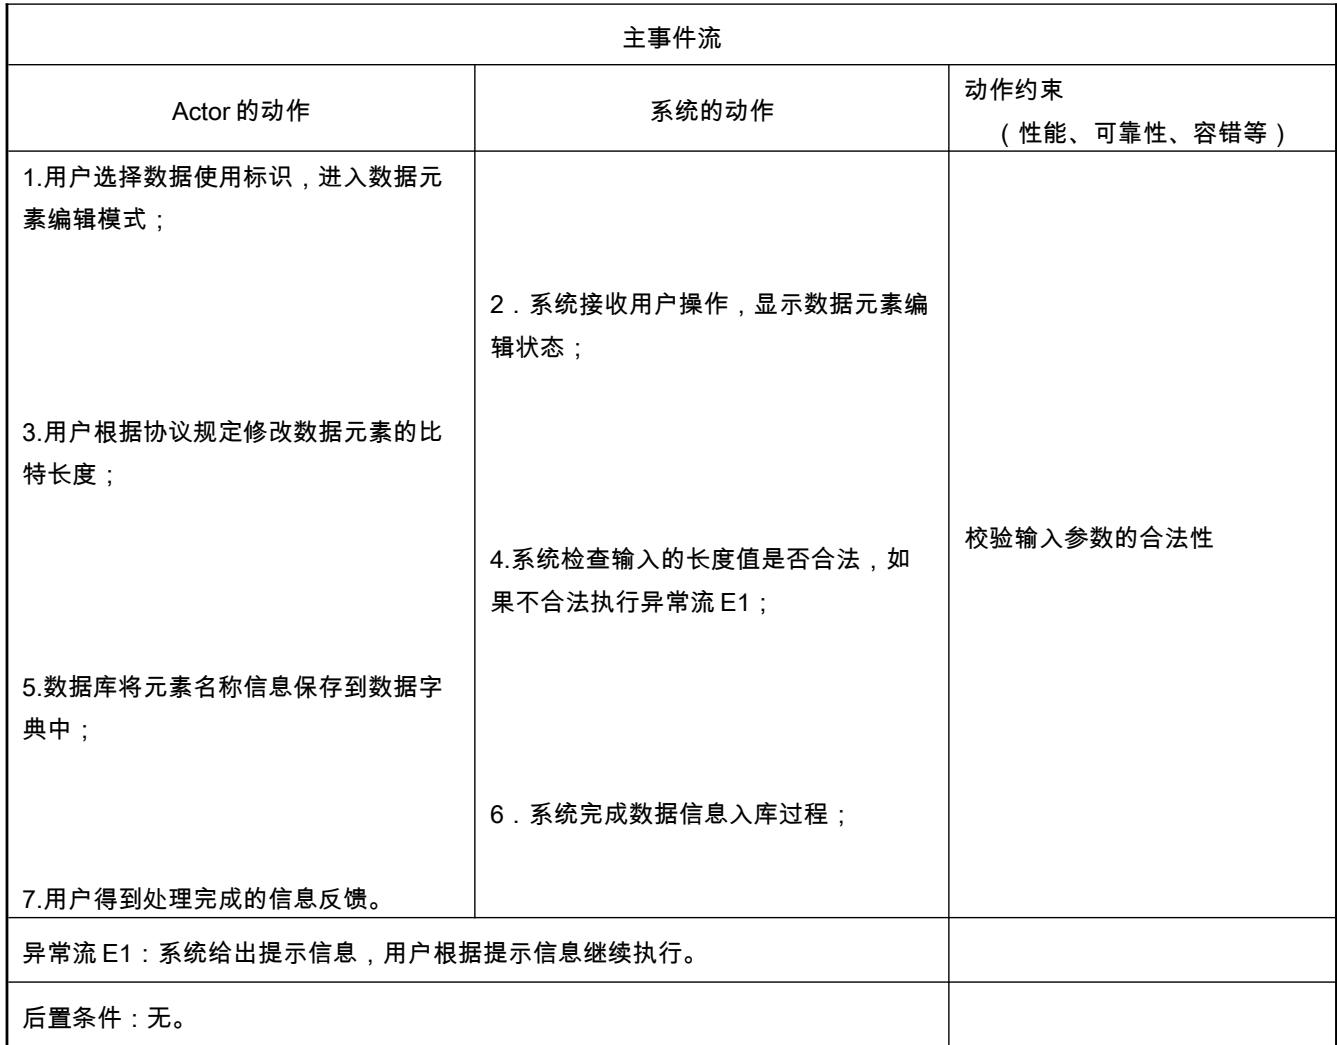 主事件流
Actor 的动作
系统的动作
动作约束
（性能、可靠性、容错等）
1.用户选择数据使用标识，进入数据元
素编辑模式；
2．系统接收用户操作，显示数据元素编
辑状态；
3.用户根据协议规定修改数据元素的比
特长度；
校验输入参数的合法性
4.系统检查输入的长度值是否合法，如
果不合法执行异常流 E1；
5.数据库将元素名称信息保存到数据字
典中；
6．系统完成数据信息入库过程；
7.用户得到处理完成的信息反馈。
异常流 E1：系统给出提示信息，用户根据提示信息继续执行。
后置条件：无。